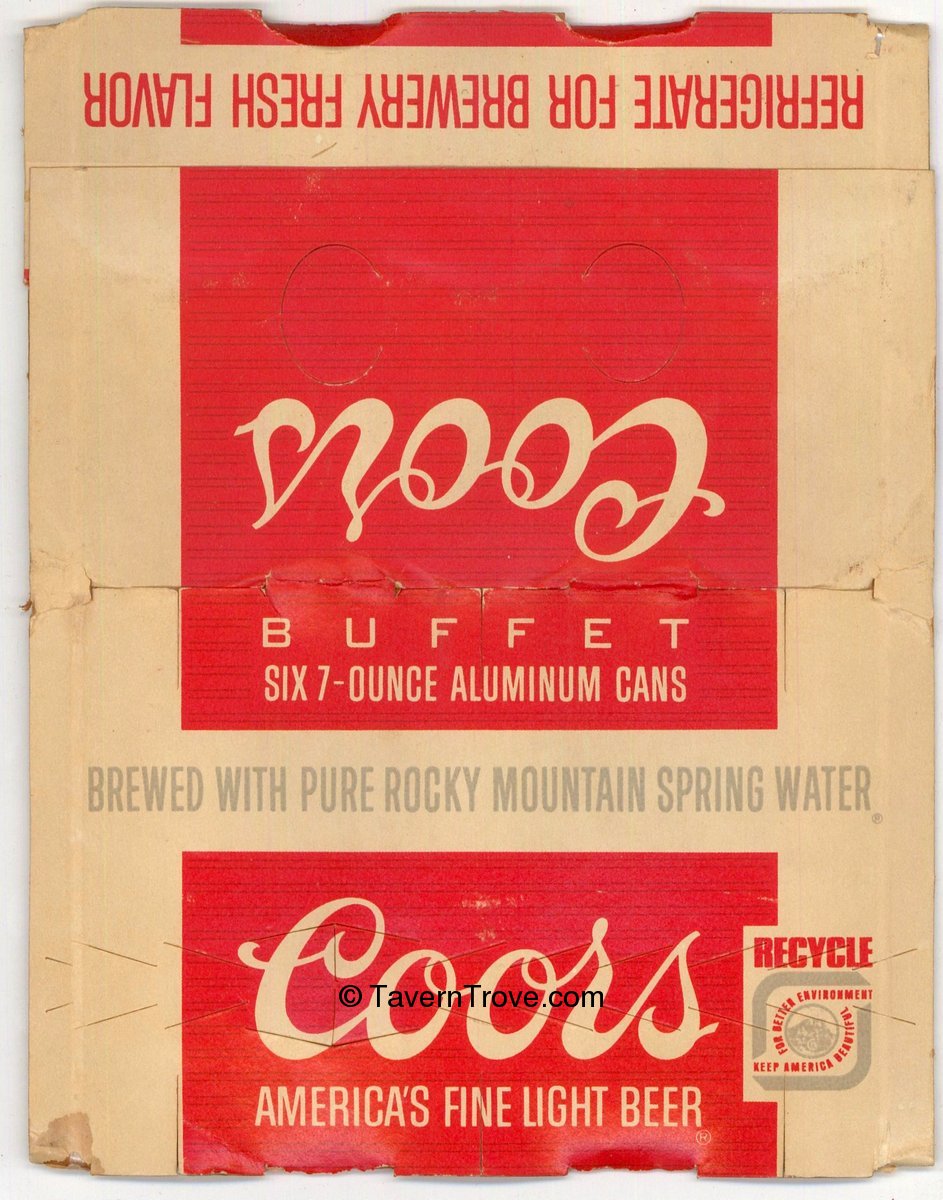 REFRIGERATE FOR BREWERY FRESH FLAVOR
Coors
BUFFET
SIX 7-OUNCE ALUMINUM CANS
BREWED WITH PURE ROCKY MOUNTAIN SPRING WATER®
Coors
© TavernTrove.com
AMERICA'S FINE LIGHT BEER®
RECYCLE
FOR BETTER ENVIRONMENT
KEEP AMERICA BEAUTIFUL